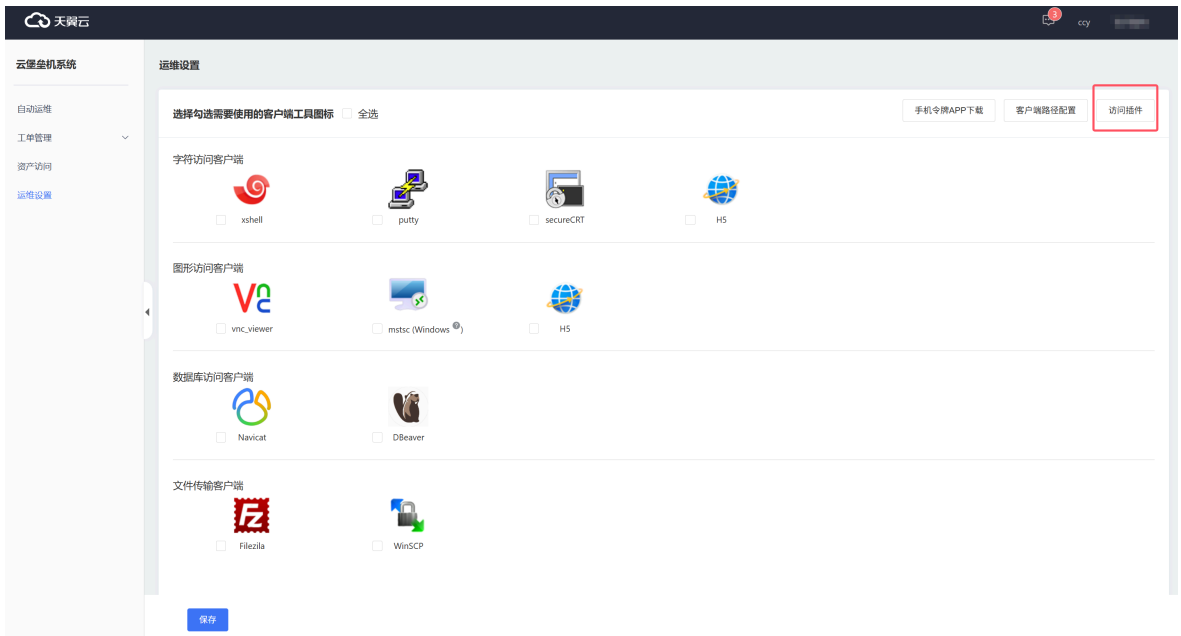 天翼云
3
ccy
云堡垒机系统
运维设置
自动运维
工单管理
资产访问
运维设置
选择勾选需要使用的客户端工具图标 全选
手机令牌APP下载 客户端路径配置 访问插件
字符访问客户端
xshell putty secureCRT H5
图形访问客户端
vnc_viewer mstsc (Windows ?) H5
数据库访问客户端
Navicat DBeaver
文件传输客户端
Filezila WinSCP
保存